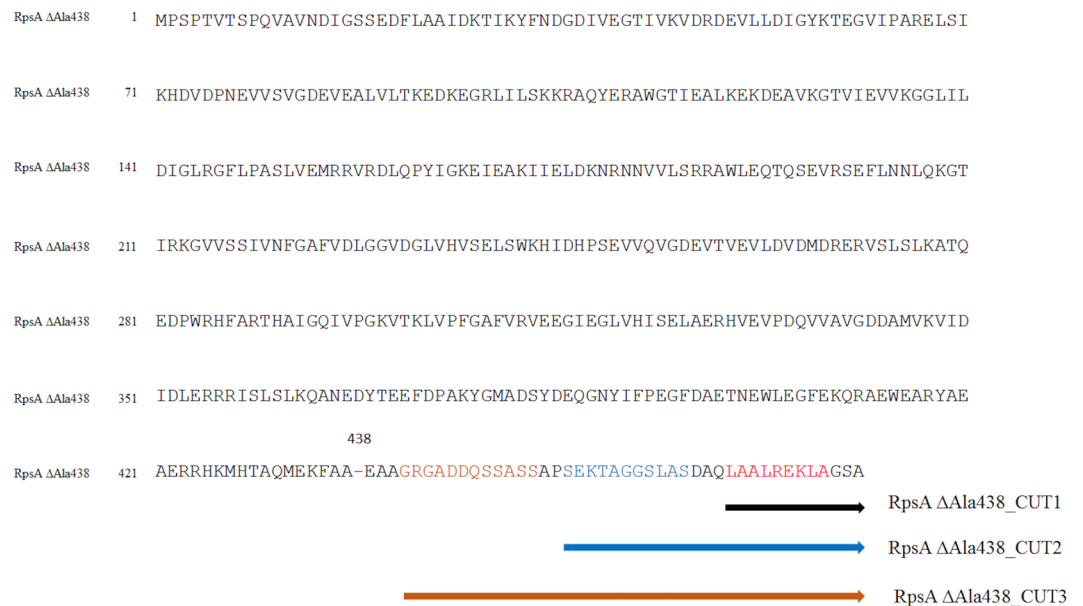 RpsA ΔAla438 1 MPSPTVTSPQVAVNDIGSSEDFLAAIDKTIKYFNDGDIVEGTIVKVDRDEVLLDIGYKTEGVIPARELSI
RpsA ΔAla438 71 KHDVDPNEVVSVGDEVEALVLTKEDKEGRLILSKKRAQYERAWGTIEALKEKDEAVKGTVIEVVKGGLIL
RpsA ΔAla438 141 DIGLRGFLPASLVEMRRVRDLQPYIGKEIEAKIIELDKNRNNVVLSRRAWLEQTQSEVRSEFLNNLQKGT
RpsA ΔAla438 211 IRKGVVSSIVNFGAFVDLGGVDGLVHVSELSWKHIDHPSEVVQVGDEVTVEVLDVDMDRERVSLSLKATQ
RpsA ΔAla438 281 EDPWRHFARTHAIGQIVPGKVTKLVPFGAFVRVEEGIEGLVHISELAERHVEVPDQVVAVGDDAMVKVID
RpsA ΔAla438 351 IDLERRRISLSLKQANEDYTEEFDPAKYGMADSYDEQGNYIFPEGFDAETNEWLEGFEKQRAEWEARYAE
438
RpsA ΔAla438 421 AERRHKMHTAQMEKFAA-EAAGRGADDQSSASSAPSEKTAGGSLASDAQLAALREKLAGSA
RpsA ΔAla438_CUT1
RpsA ΔAla438_CUT2
RpsA ΔAla438_CUT3